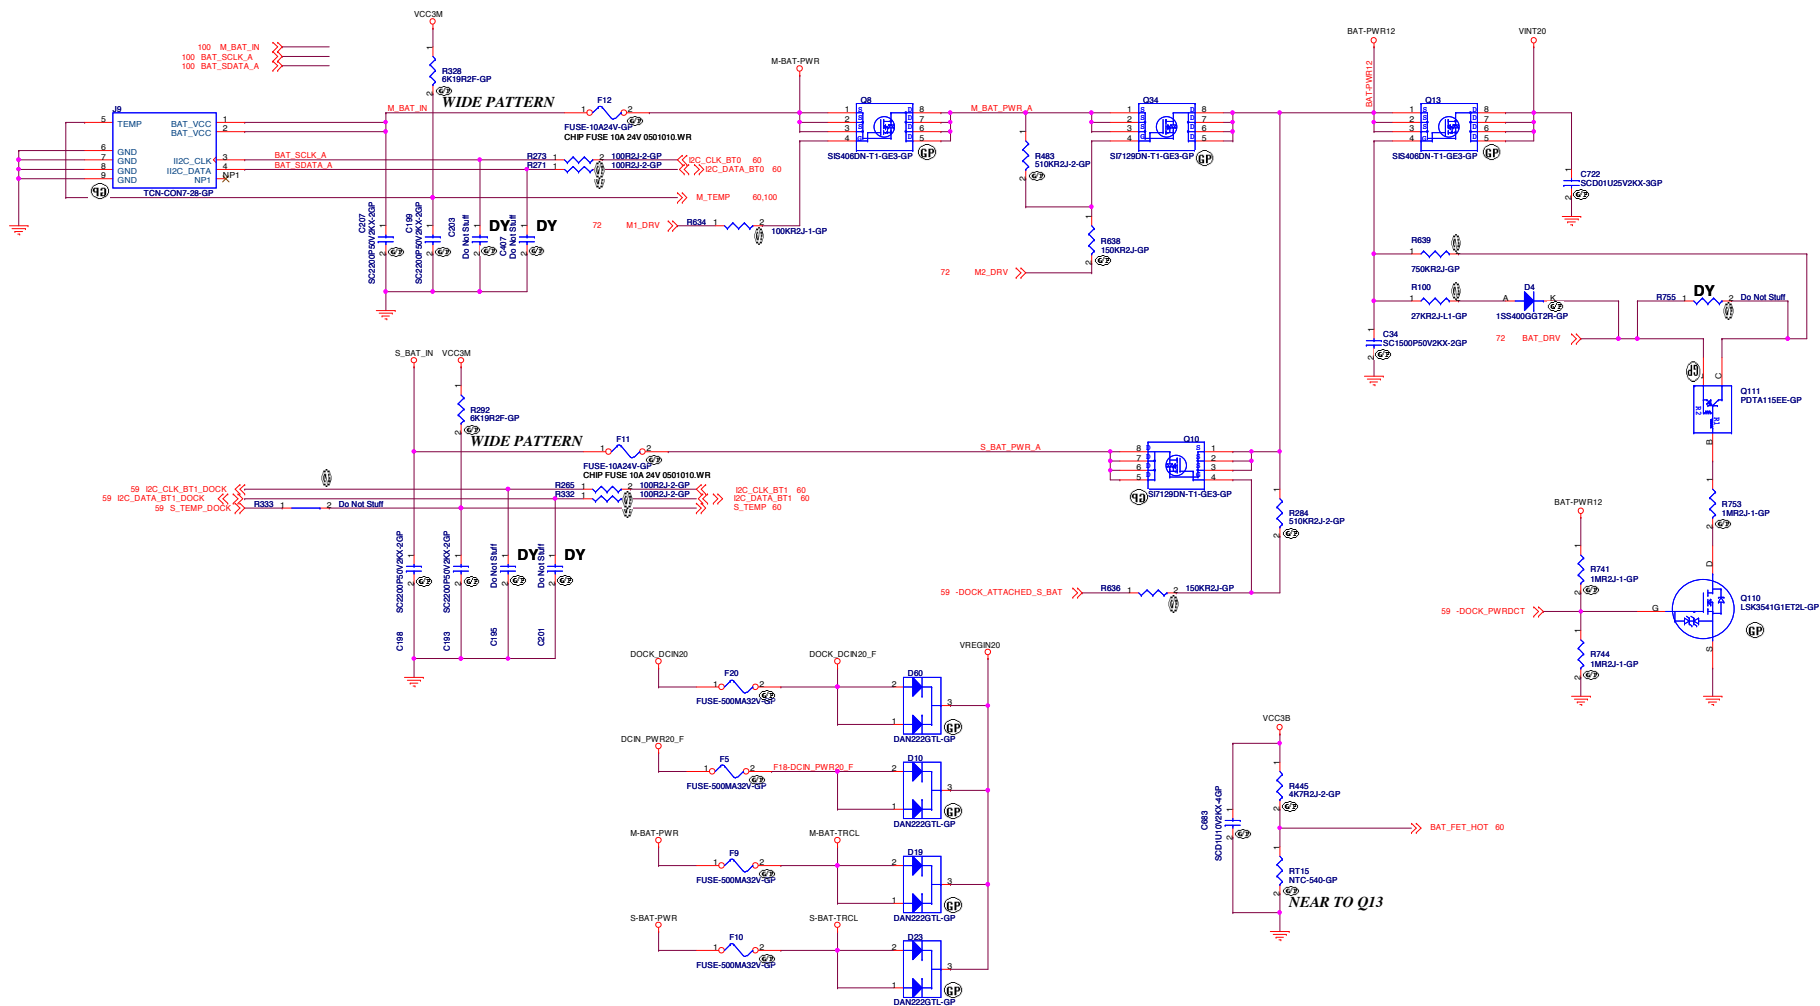 VCC3M
100 M_BAT_IN
100 BAT_SCLK_A
100 BAT_SDATA_A
R328
6K19R2F-GP
WIDE PATTERN
M_BAT_IN
F12
FUSE-10A24V-GP
CHIP FUSE 10A 24V 0501010.WR
J9
TEMP
BAT_VCC
BAT_VCC
GND
GND
GND
GND
II2C_CLK
II2C_DATA
NP1
NP1
TCN-CON7-28-GP
BAT_SCLK_A
BAT_SDATA_A
R273
100R2J-2-GP
R271
100R2J-2-GP
I2C_CLK_BT0 60
I2C_DATA_BT0 60
M_TEMP 60,100
C207
SC2200P50V2KX-2GP
C199
SC2200P50V2KX-2GP
C203
Do Not Stuff
DY
C407
Do Not Stuff
DY
72 M1_DRV
R634
100KR2J-1-GP
M-BAT-PWR
Q8
SIS406DN-T1-GE3-GP
M_BAT_PWR_A
R483
510KR2J-2-GP
R638
150KR2J-GP
72 M2_DRV
Q34
SI7129DN-T1-GE3-GP
BAT-PWR12
BAT-PWR12
Q13
SIS406DN-T1-GE3-GP
VINT20
C722
SCD01U25V2KX-3GP
R639
750KR2J-GP
R100
27KR2J-L1-GP
D4
A K
1SS400GGT2R-GP
R755
DY
Do Not Stuff
C34
SC1500P50V2KX-2GP
72 BAT_DRV
Q111
PDTA115EE-GP
R1
R2
C
B
R753
1MR2J-1-GP
BAT-PWR12
R741
1MR2J-1-GP
59 -DOCK_PWRDCT
R744
1MR2J-1-GP
Q110
LSK3541G1ET2L-GP
G
D
S
S_BAT_IN
VCC3M
R292
6K19R2F-GP
WIDE PATTERN
F11
FUSE-10A24V-GP
CHIP FUSE 10A 24V 0501010.WR
S_BAT_PWR_A
Q10
SI7129DN-T1-GE3-GP
R284
510KR2J-2-GP
59 I2C_CLK_BT1_DOCK
59 I2C_DATA_BT1_DOCK
59 S_TEMP_DOCK
R333
Do Not Stuff
R265
100R2J-2-GP
R332
100R2J-2-GP
I2C_CLK_BT1 60
I2C_DATA_BT1 60
S_TEMP 60
SC2200P50V2KX-2GP
C198
SC2200P50V2KX-2GP
C193
Do Not Stuff
C195
DY
Do Not Stuff
C201
DY
59 -DOCK_ATTACHED_S_BAT
R636
150KR2J-GP
DOCK_DCIN20
F20
FUSE-500MA32V-GP
DOCK_DCIN20_F
D60
DAN222GTL-GP
VREGIN20
DCIN_PWR20_F
F5
FUSE-500MA32V-GP
F18-DCIN_PWR20_F
D10
DAN222GTL-GP
M-BAT-PWR
F9
FUSE-500MA32V-GP
M-BAT-TRCL
D19
DAN222GTL-GP
S-BAT-PWR
F10
FUSE-500MA32V-GP
S-BAT-TRCL
D23
DAN222GTL-GP
VCC3B
C683
SCD1U10V2KX-4GP
R445
4K7R2J-2-GP
BAT_FET_HOT 60
RT15
NTC-540-GP
NEAR TO Q13